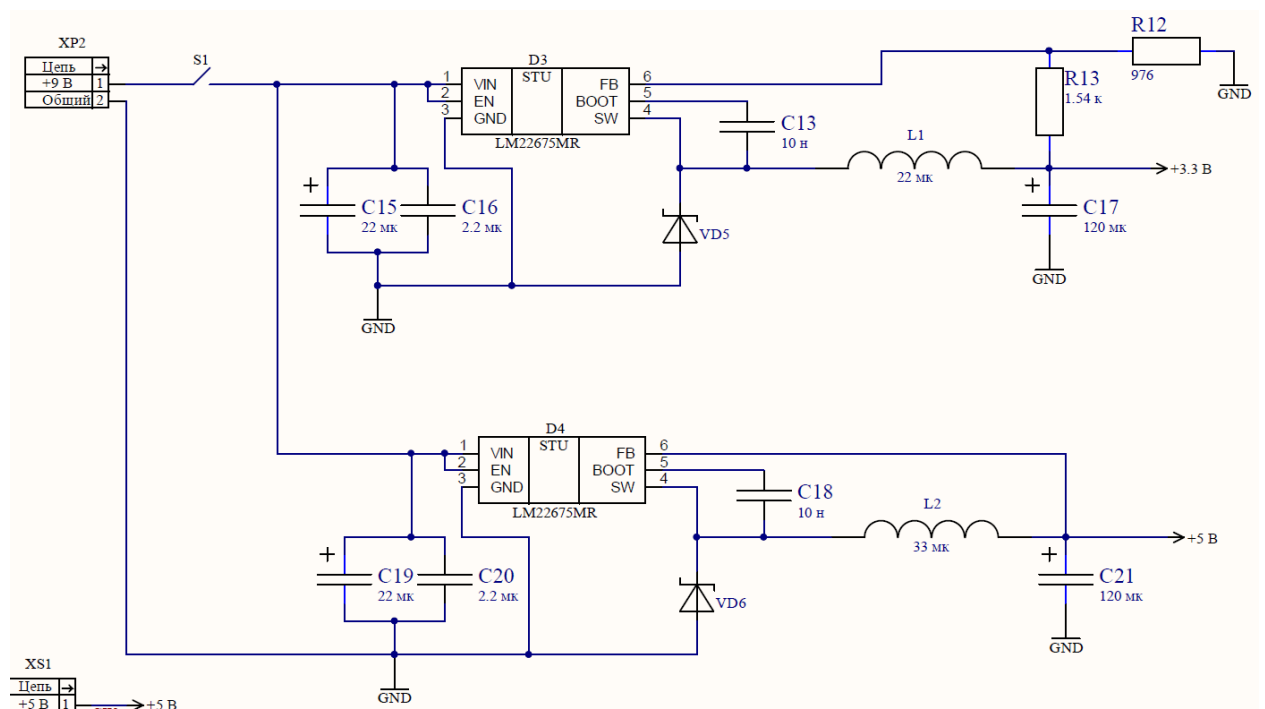 XP2
Цепь
+9 В 1
Общий 2
S1
D3
STU
1 VIN FB 6
2 EN BOOT 5
3 GND SW 4
LM22675MR
R12
976
GND
R13
1.54 к
C13
10 н
L1
22 мк
+3.3 В
+
C15
22 мк
C16
2.2 мк
VD5
+
C17
120 мк
GND
GND
D4
STU
1 VIN FB 6
2 EN BOOT 5
3 GND SW 4
LM22675MR
C18
10 н
L2
33 мк
+5 В
+
C19
22 мк
C20
2.2 мк
VD6
+
C21
120 мк
GND
GND
XS1
Цепь
+5 В 1
+5 В